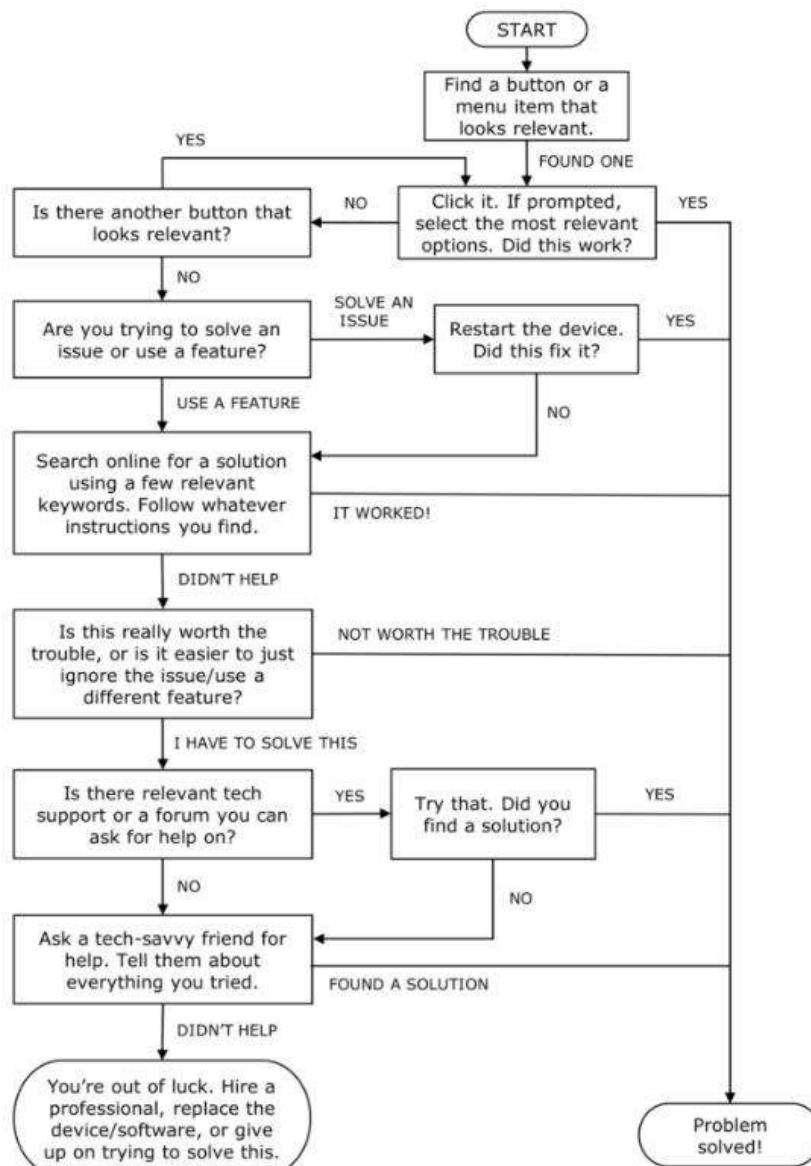 START
Find a button or a
menu item that
looks relevant.
YES
FOUND ONE
Is there another button that
looks relevant?
NO
Click it. If prompted,
select the most relevant
options. Did this work?
YES
NO
Are you trying to solve an
issue or use a feature?
SOLVE AN
ISSUE
Restart the device.
Did this fix it?
YES
USE A FEATURE
NO
Search online for a solution
using a few relevant
keywords. Follow whatever
instructions you find.
IT WORKED!
DIDN'T HELP
Is this really worth the
trouble, or is it easier to just
ignore the issue/use a
different feature?
NOT WORTH THE TROUBLE
I HAVE TO SOLVE THIS
Is there relevant tech
support or a forum you can
ask for help on?
YES
Try that. Did you
find a solution?
YES
NO
NO
Ask a tech-savvy friend for
help. Tell them about
everything you tried.
FOUND A SOLUTION
DIDN'T HELP
You're out of luck. Hire a
professional, replace the
device/software, or give
up on trying to solve this.
Problem
solved!